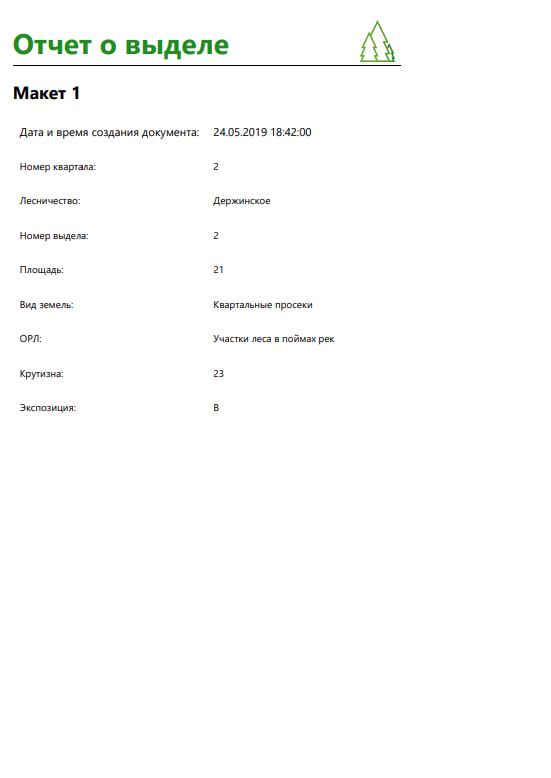 Отчет о выделе
Макет 1
Дата и время создания документа: 24.05.2019 18:42:00
Номер квартала: 2
Лесничество: Держинское
Номер выдела: 2
Площадь: 21
Вид земель: Квартальные просеки
ОРЛ: Участки леса в поймах рек
Крутизна: 23
Экспозиция: В